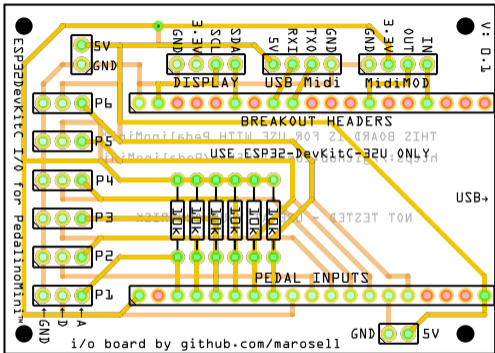 V: 0.1
5V
GND
GND
3.3V
SCL
SDA
DISPLAY
5V
RXI
TXO
GND
USB Midi
GND
3.3V
OUT
IN
MidiMOD
ESP32DevKitC I/O for PedalinoMini™
BREAKOUT HEADERS
THIS BOARD IS FOR USE WITH PedalinoMini
USE ESP32-DevKitC-32U ONLY
P6
P5
P4
P3
P2
P1
USB→
10k
10k
10k
10k
10k
10k
NOT TESTED -
PEDAL INPUTS
←GND
←D
←A
GND
5V
i/o board by github.com/marosell